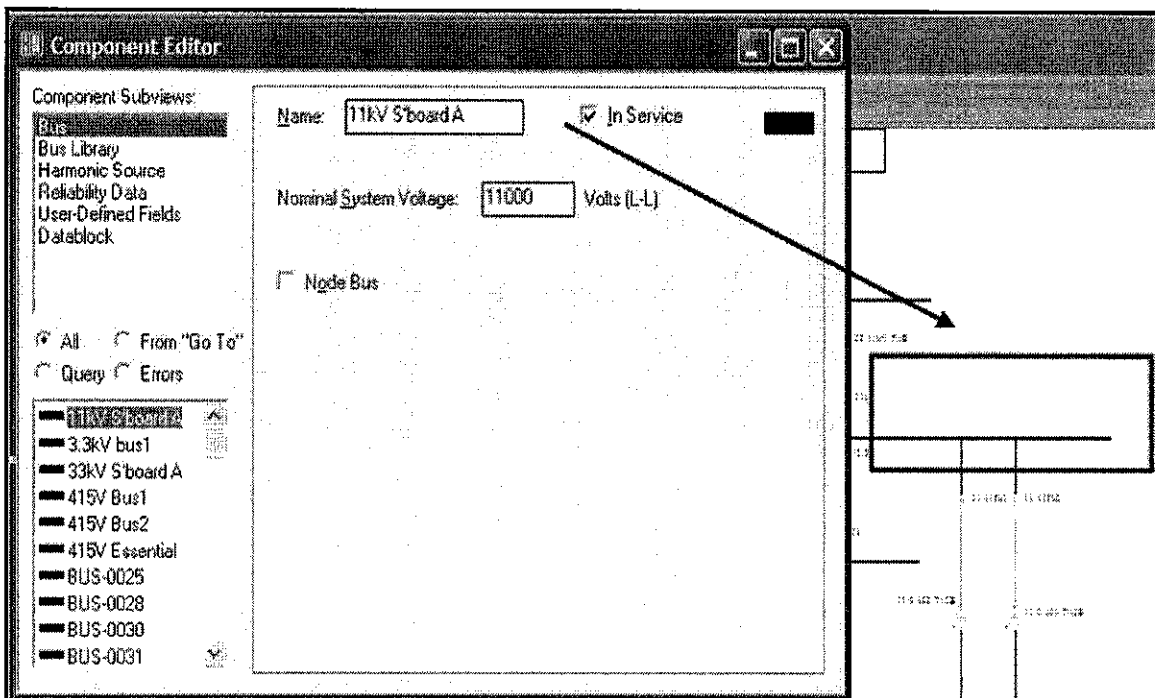 Component Editor
Component Subviews:
Bus
Bus Library
Harmonic Source
Reliability Data
User-Defined Fields
Datablock
Name: 11kV S'board A In Service
Nominal System Voltage: 11000 Volts (L-L)
Node Bus
All From "Go To"
Query Errors
11kV S'board A
3.3kV bus1
33kV S'board A
415V Bus1
415V Bus2
415V Essential
BUS-0025
BUS-0028
BUS-0030
BUS-0031